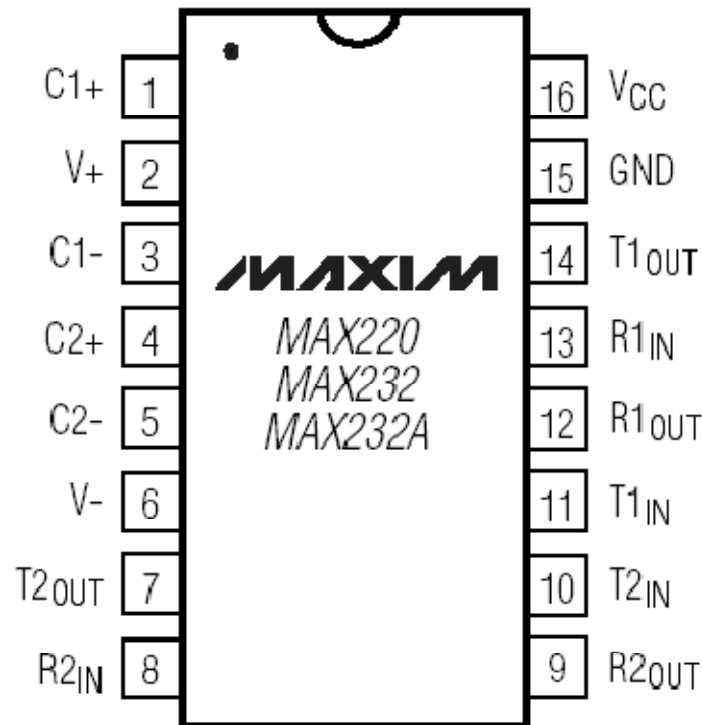 C1+ 1 16 VCC
V+ 2 15 GND
C1- 3 14 T1OUT
MAXIM
C2+ 4 MAX220 13 R1IN
MAX232
C2- 5 MAX232A 12 R1OUT
V- 6 11 T1IN
T2OUT 7 10 T2IN
R2IN 8 9 R2OUT